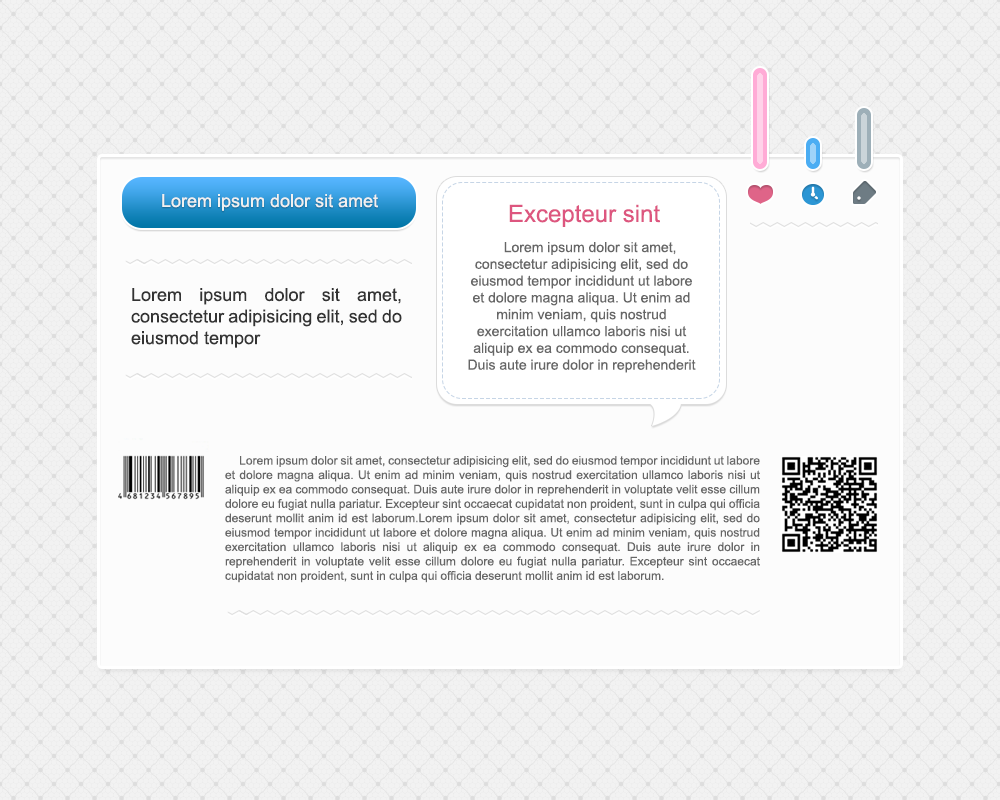 Lorem ipsum dolor sit amet
Lorem ipsum dolor sit amet,
consectetur adipisicing elit, sed do
eiusmod tempor
Excepteur sint
Lorem ipsum dolor sit amet,
consectetur adipisicing elit, sed do
eiusmod tempor incididunt ut labore
et dolore magna aliqua. Ut enim ad
minim veniam, quis nostrud
exercitation ullamco laboris nisi ut
aliquip ex ea commodo consequat.
Duis aute irure dolor in reprehenderit
4 681234 567895
Lorem ipsum dolor sit amet, consectetur adipisicing elit, sed do eiusmod tempor incididunt ut labore
et dolore magna aliqua. Ut enim ad minim veniam, quis nostrud exercitation ullamco laboris nisi ut
aliquip ex ea commodo consequat. Duis aute irure dolor in reprehenderit in voluptate velit esse cillum
dolore eu fugiat nulla pariatur. Excepteur sint occaecat cupidatat non proident, sunt in culpa qui officia
deserunt mollit anim id est laborum.Lorem ipsum dolor sit amet, consectetur adipisicing elit, sed do
eiusmod tempor incididunt ut labore et dolore magna aliqua. Ut enim ad minim veniam, quis nostrud
exercitation ullamco laboris nisi ut aliquip ex ea commodo consequat. Duis aute irure dolor in
reprehenderit in voluptate velit esse cillum dolore eu fugiat nulla pariatur. Excepteur sint occaecat
cupidatat non proident, sunt in culpa qui officia deserunt mollit anim id est laborum.